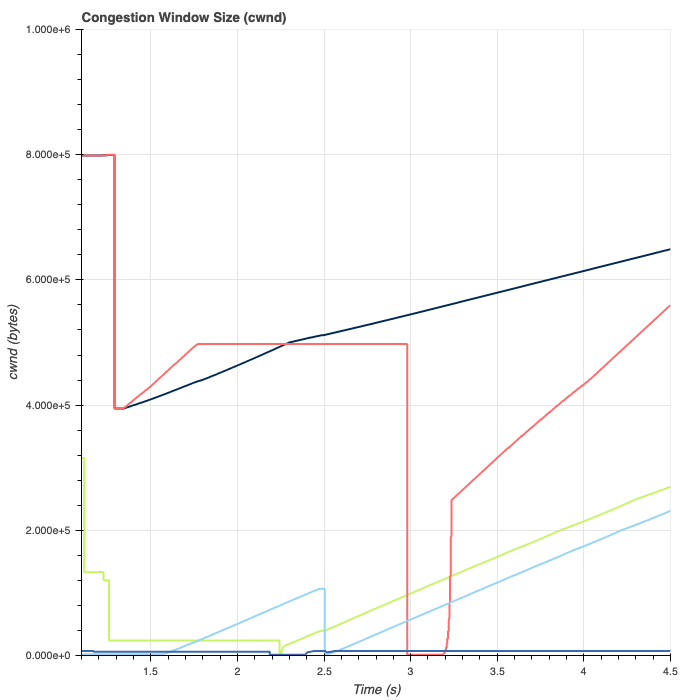 Congestion Window Size (cwnd)
1.000e+6
8.000e+5
6.000e+5
4.000e+5
2.000e+5
0.000e+0
cwnd (bytes)
1.5 2 2.5 3 3.5 4 4.5
Time (s)